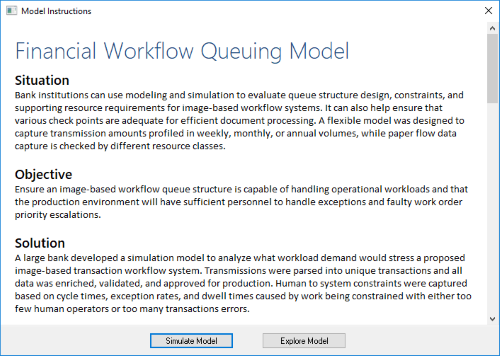 Model Instructions
Financial Workflow Queuing Model
Situation
Bank institutions can use modeling and simulation to evaluate queue structure design, constraints, and
supporting resource requirements for image-based workflow systems. It can also help ensure that
various check points are adequate for efficient document processing. A flexible model was designed to
capture transmission amounts profiled in weekly, monthly, or annual volumes, while paper flow data
capture is checked by different resource classes.
Objective
Ensure an image-based workflow queue structure is capable of handling operational workloads and that
the production environment will have sufficient personnel to handle exceptions and faulty work order
priority escalations.
Solution
A large bank developed a simulation model to analyze what workload demand would stress a proposed
image-based transaction workflow system. Transmissions were parsed into unique transactions and all
data was enriched, validated, and approved for production. Human to system constraints were captured
based on cycle times, exception rates, and dwell times caused by work being constrained with either too
few human operators or too many transactions errors.
Simulate Model
Explore Model